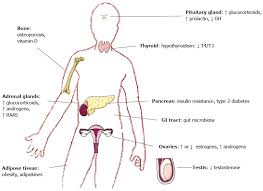 Pituitary gland: ↑ glucocorticoids,
↑ prolactin, ↓ GH
Bone:
osteoporosis,
vitamin D
Thyroid: hypothyroidism ↓ T4/T3
Adrenal glands:
↑ glucocorticoids,
↑ androgens,
↑ RAAS
Pancreas: insulin resistance, type 2 diabetes
GI tract: gut microbiota
Ovaries: ↑ or ↓ estrogens, ↑ androgens
Adipose tissue:
obesity, adipokines
Testis: ↓ testosterone